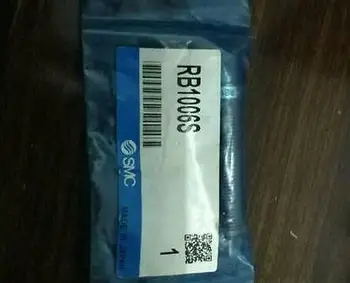 RB1006S
SMC
MADE IN JAPAN
1